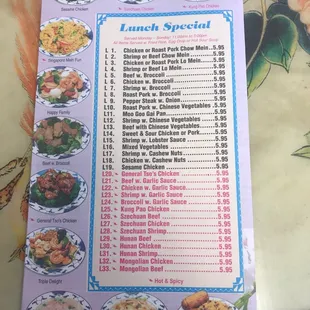 Sesame Chicken
Lunch Special
L 1. Chicken or Roast Pork Chow Mein 5.95
L 2. Shrimp or Beef Chow Mein 5.95
L 3. Chicken or Roast Pork Lo Mein 5.95
L 4. Shrimp or Beef Lo Mein 5.95
L 5. Beef w. Broccoli 5.95
L 6. Chicken w. Broccoli 5.95
L 7. Shrimp w. Broccoli 5.95
L 8. Roast Pork w. Broccoli 5.95
L 9. Pepper Steak w. Onion 5.95
L10. Roast Pork w. Chinese Vegetables 5.95
L11. Moo Goo Gai Pan 5.95
L12. Shrimp w. Chinese Vegetables 5.95
L13. Beef w. Chinese Vegetables 5.95
L14. Sweet & Sour Chicken or Pork 5.95
L15. Shrimp w. Lobster Sauce 5.95
L16. Mixed Vegetables 5.95
L17. Shrimp w. Cashew Nuts 5.95
L18. Chicken w. Cashew Nuts 5.95
L19. Sesame Chicken 5.95
L20. General Tso's Chicken 5.95
L21. Beef w. Garlic Sauce 5.95
L22. Chicken w. Garlic Sauce 5.95
L23. Shrimp w. Garlic Sauce 5.95
L24. Broccoli w. Garlic Sauce 5.95
L25. Kung Pao Chicken 5.95
L26. Szechuan Beef 5.95
L27. Szechuan Chicken 5.95
L28. Szechuan Shrimp 5.95
L29. Hunan Beef 5.95
L30. Hunan Chicken 5.95
L31. Hunan Shrimp 5.95
L32. Mongolian Chicken 5.95
L33. Mongolian Beef 5.95
Hot & Spicy
Singapore Mei Fun
Happy Family
Beef w. Broccoli
General Tso's Chicken
Triple Delight